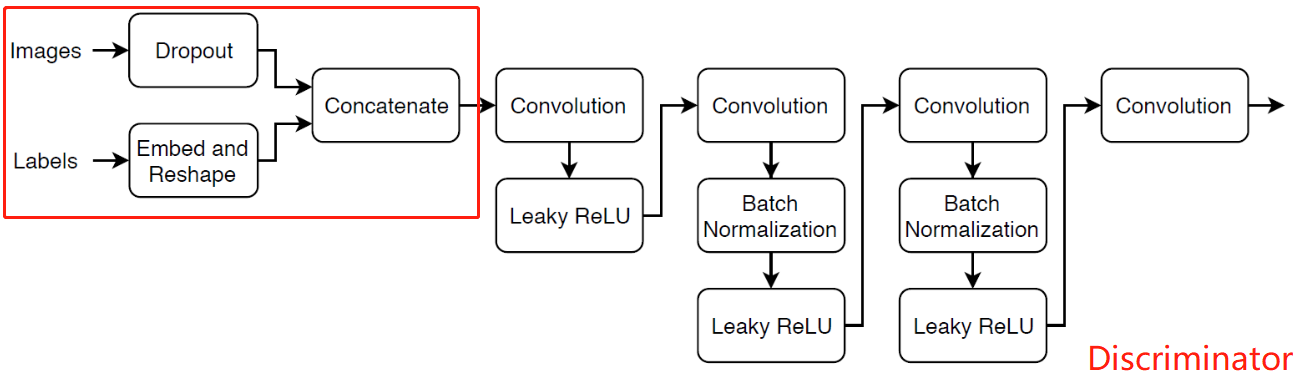 Images
Dropout
Labels
Embed and
Reshape
Concatenate
Convolution
Leaky ReLU
Convolution
Batch
Normalization
Leaky ReLU
Convolution
Batch
Normalization
Leaky ReLU
Convolution
Discriminator